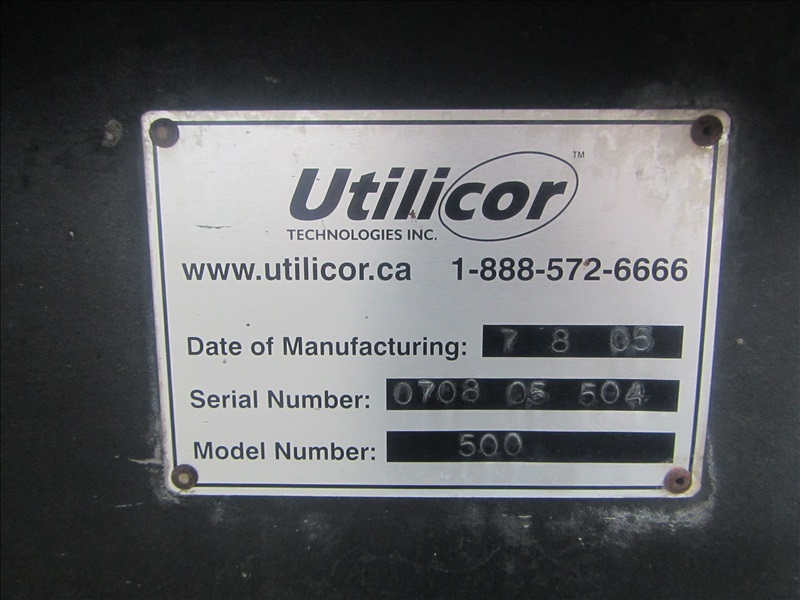 Utilicor™
TECHNOLOGIES INC.
www.utilicor.ca 1-888-572-6666
Date of Manufacturing: 7 8 05
Serial Number: 0708 05 504
Model Number: 500